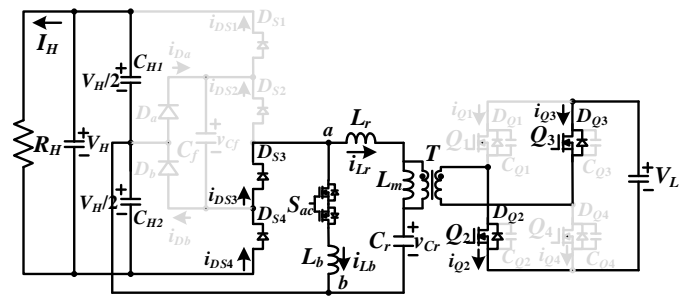 D_S1
I_H
i_DS1
C_H1
i_Da
V_H/2
i_DS2
D_S2
L_r
a
i_Q1
D_Q1
i_Q3
D_Q3
D_a
v_Cf
C_f
R_H
V_H
D_b
D_S3
i_Lr
T
Q_1
C_Q1
Q_3
C_Q3
L_m
V_L
V_H/2
i_DS3
S_ac
D_Q2
D_Q4
C_H2
D_S4
C_r
v_Cr
Q_2
Q_4
i_Db
L_b
i_Lb
i_DS4
b
i_Q2
C_Q2
i_Q4
C_Q4